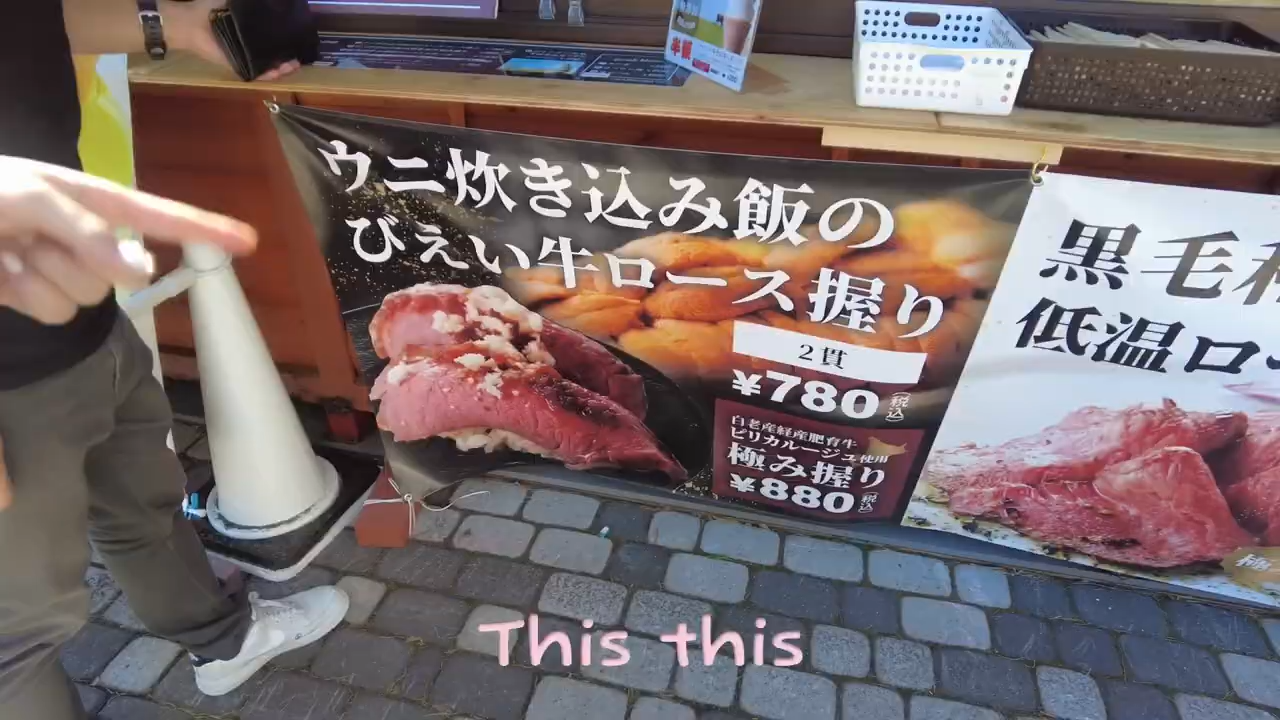 ウニ炊き込み飯の
びえい牛ロース握り
2貫
¥780(税込)
白老産経産肥育牛
ピリカルージュ使用
極み握り
¥880(税込)
黒毛和
低温ロー
半額
This this